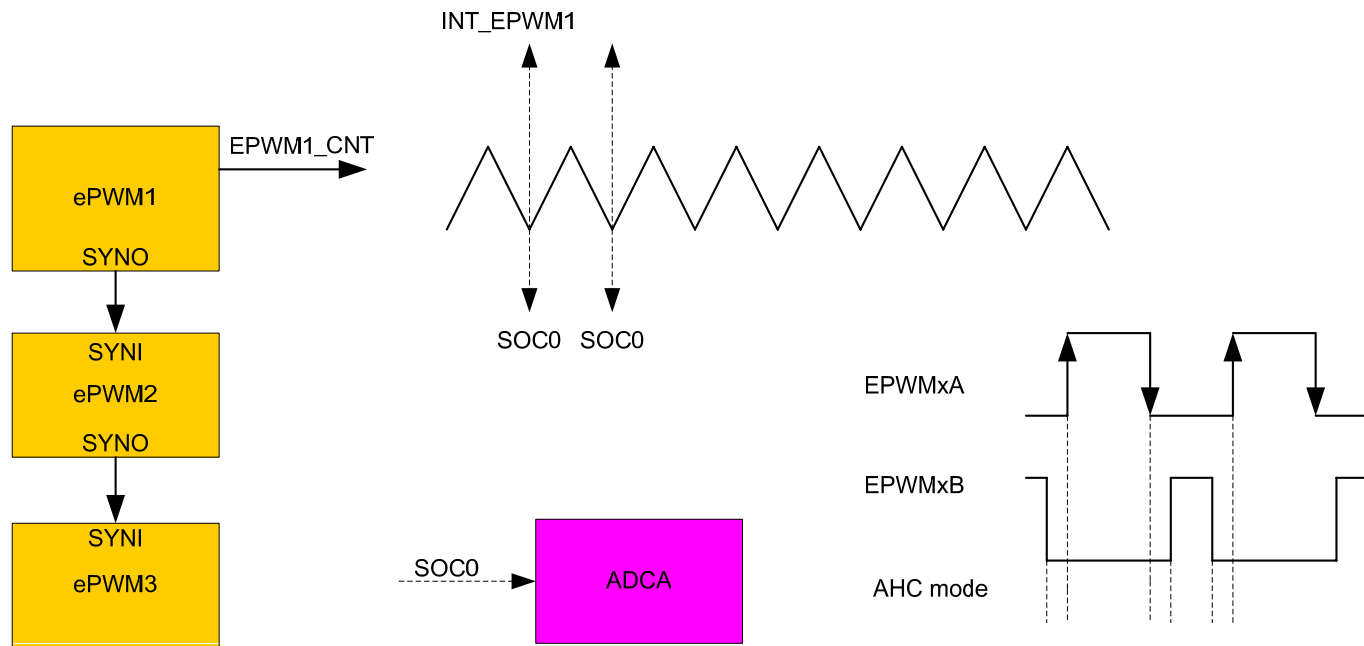 INT_EPWM1
EPWM1_CNT
ePWM1
SYNO
SOC0 SOC0
SYNI
ePWM2
SYNO
EPWMxA
EPWMxB
SYNI
ePWM3
SOC0
ADCA
AHC mode